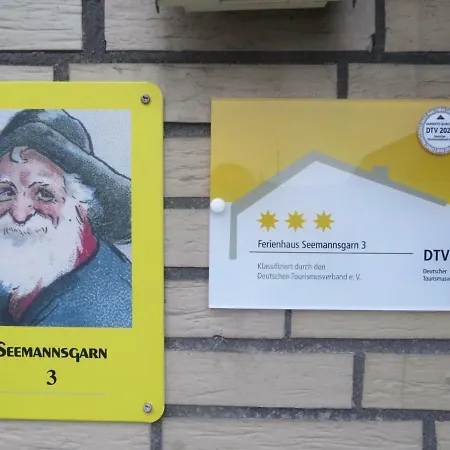 SEEMANNSGARN
3
DTV 202
Ferienhaus Seemannsgarn 3
Klassifiziert durch den
Deutschen Tourismusverband e. V.
DTV
Deutscher